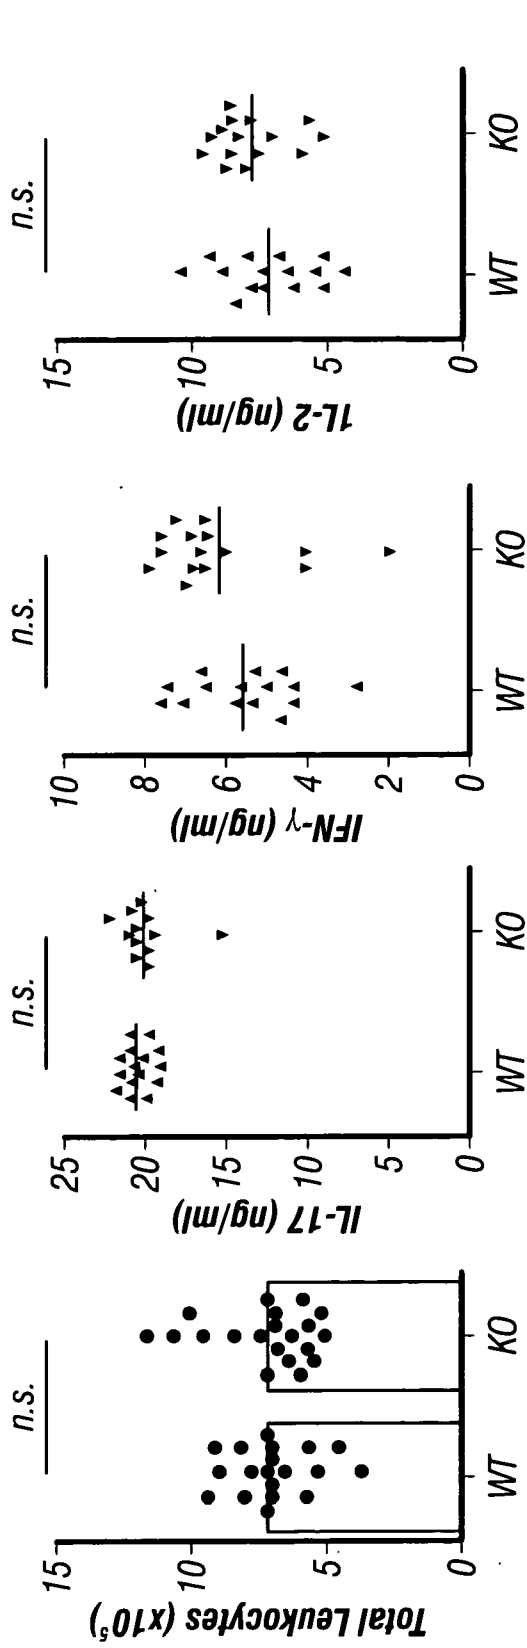 n.s.
Total Leukocytes (x10⁵)
15
10
5
0
WT KO
n.s.
IL-17 (ng/ml)
25
20
15
10
5
0
WT KO
n.s.
IFN-γ (ng/ml)
10
8
6
4
2
0
WT KO
n.s.
1L-2 (ng/ml)
15
10
5
0
WT KO